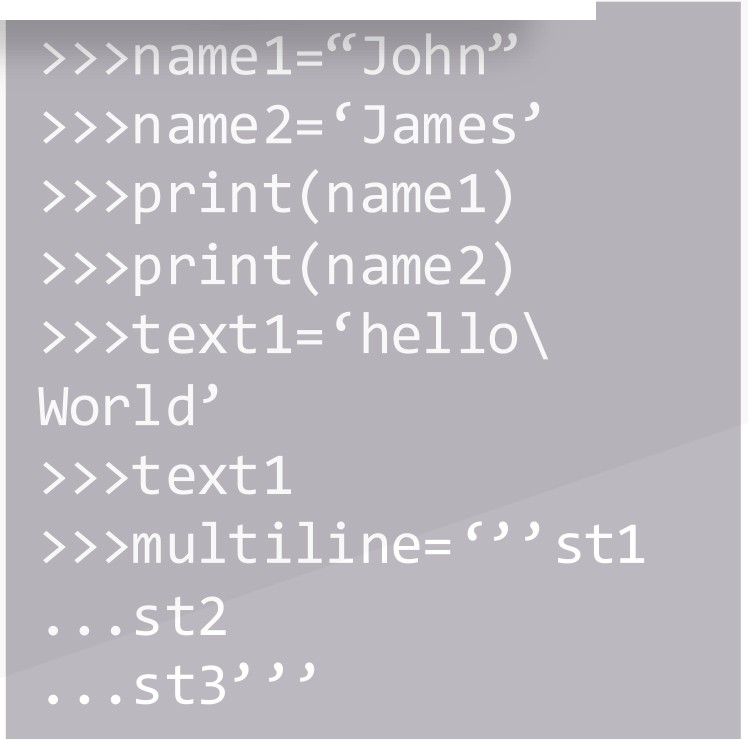 >>>name1=“John”
>>>name2=‘James’
>>>print(name1)
>>>print(name2)
>>>text1=‘hello\
World’
>>>text1
>>>multiline=‘’’st1
...st2
...st3’’’